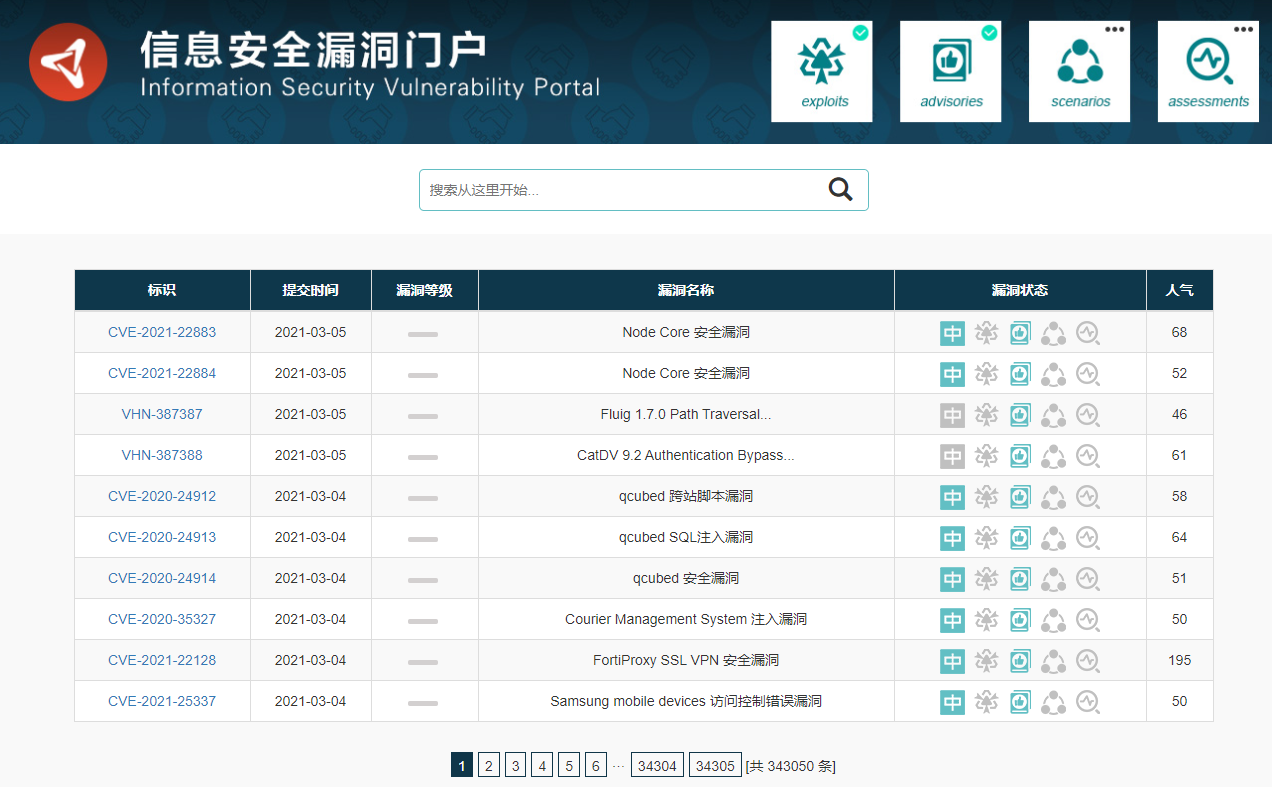 信息安全漏洞门户
Information Security Vulnerability Portal
exploits advisories scenarios assessments
搜索从这里开始...
标识 提交时间 漏洞等级 漏洞名称 漏洞状态 人气
CVE-2021-22883 2021-03-05 Node Core 安全漏洞 中 68
CVE-2021-22884 2021-03-05 Node Core 安全漏洞 中 52
VHN-387387 2021-03-05 Fluig 1.7.0 Path Traversal... 中 46
VHN-387388 2021-03-05 CatDV 9.2 Authentication Bypass... 中 61
CVE-2020-24912 2021-03-04 qcubed 跨站脚本漏洞 中 58
CVE-2020-24913 2021-03-04 qcubed SQL注入漏洞 中 64
CVE-2020-24914 2021-03-04 qcubed 安全漏洞 中 51
CVE-2020-35327 2021-03-04 Courier Management System 注入漏洞 中 50
CVE-2021-22128 2021-03-04 FortiProxy SSL VPN 安全漏洞 中 195
CVE-2021-25337 2021-03-04 Samsung mobile devices 访问控制错误漏洞 中 50
1 2 3 4 5 6 ... 34304 34305 [共 343050 条]